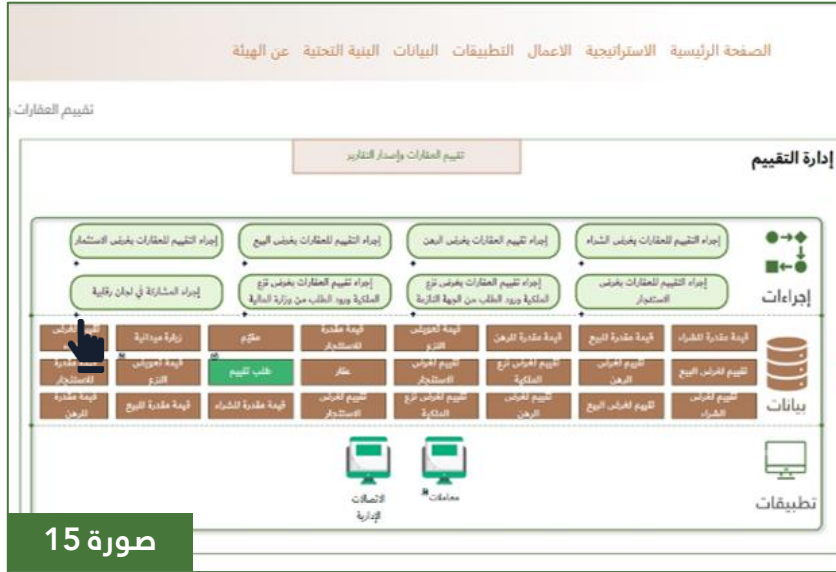 الصفحة الرئيسية الاستراتيجية الاعمال التطبيقات البيانات البنية التحتية عن الهيئة
تقييم العقارات و
إدارة التقييم
تقييم العقارات وإصدار التقارير
إجراءات
إجراء التقييم للعقارات بغرض الشراء
إجراء تقييم العقارات بغرض الرهن
إجراء التقييم للعقارات بغرض البيع
إجراء التقييم للعقارات بغرض الاستثمار
إجراء التقييم للعقارات بغرض
الاستئجار
إجراء تقييم العقارات بغرض نزع
الملكية ورود الطلب من الجهة النازعة
إجراء تقييم العقارات بغرض نزع
الملكية ورود الطلب من وزارة المالية
إجراء المشاركة في لجان رقابية
بيانات
قيمة مقدرة للشراء
قيمة مقدرة للبيع
قيمة مقدرة للرهن
قيمة تعويض
النزع
قيمة مقدرة
للاستئجار
مقيّم
زيارة ميدانية
تقييم لغرض
تقييم لغرض البيع
تقييم لغرض
الرهن
تقييم لغرض نزع
الملكية
تقييم لغرض
الاستئجار
عقار
طلب تقييم
قيمة تعويض
النزع
قيمة مقدرة
للاستئجار
تقييم لغرض
الشراء
تقييم لغرض البيع
تقييم لغرض
الرهن
تقييم لغرض نزع
الملكية
تقييم لغرض
الاستئجار
قيمة مقدرة للشراء
قيمة مقدرة للبيع
قيمة مقدرة
للرهن
تطبيقات
معاملات
الاتصالات
الإدارية
صورة 15